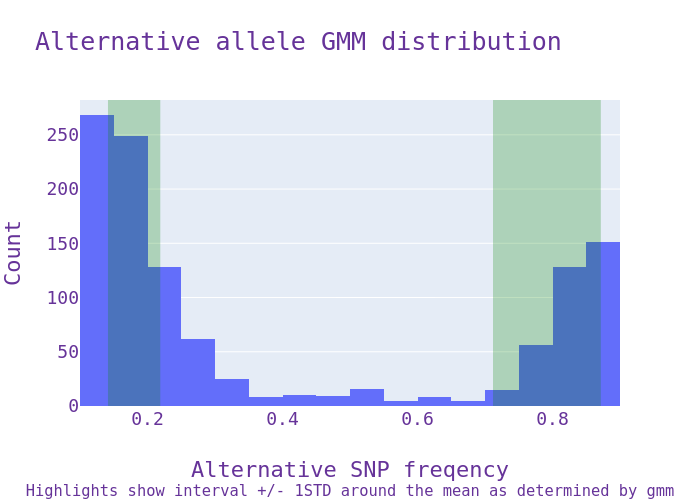 Alternative allele GMM distribution
250
200
150
100
50
0
Count
0.2 0.4 0.6 0.8
Alternative SNP freqency
Highlights show interval +/- 1STD around the mean as determined by gmm